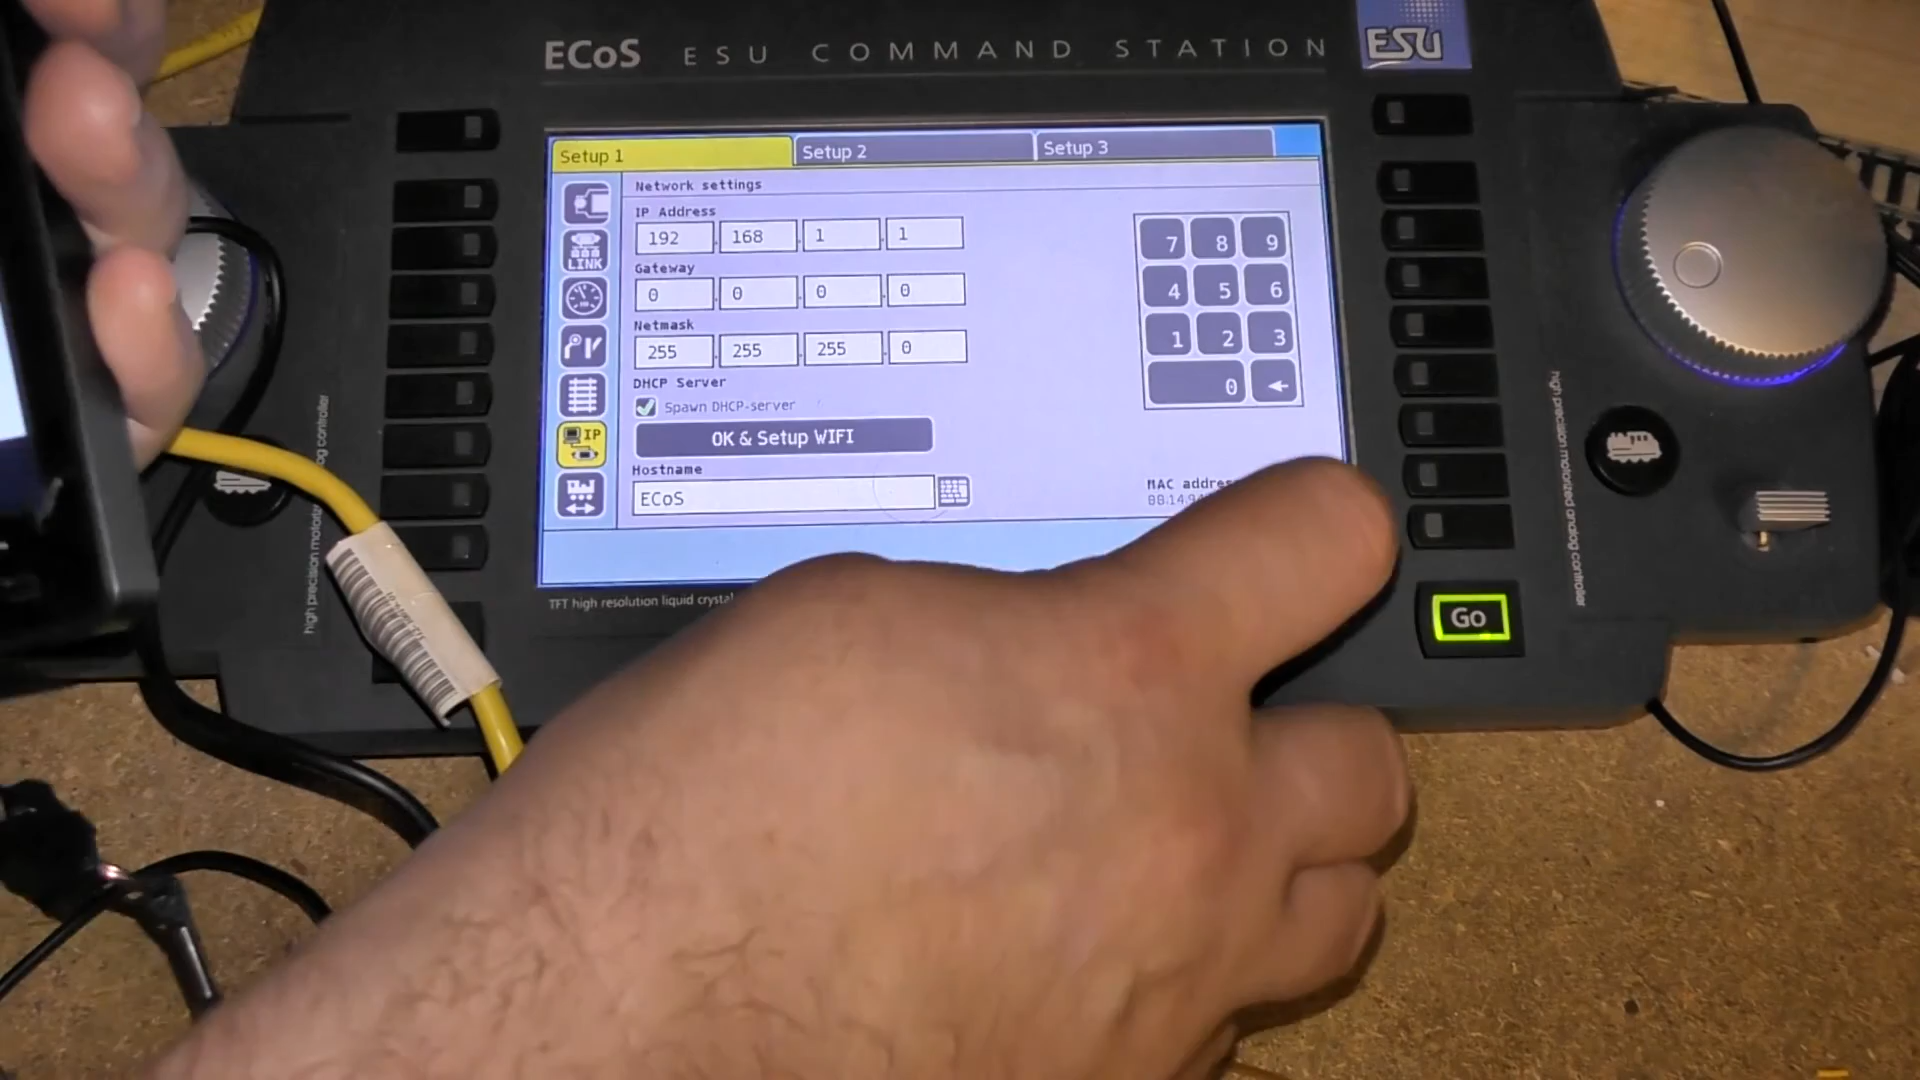 ECoS ESU COMMAND STATION
ESU
Setup 1 Setup 2 Setup 3
Network settings
IP Address
192 . 168 . 1 . 1
Gateway
0 . 0 . 0 . 0
Netmask
255 . 255 . 255 . 0
DHCP Server
Spawn DHCP-server
OK & Setup WIFI
Hostname
ECoS
LINK
IP
7 8 9
4 5 6
1 2 3
0 ←
MAC
TFT high resolution liquid
Go
high precision motorized analog controller
high precision
controller